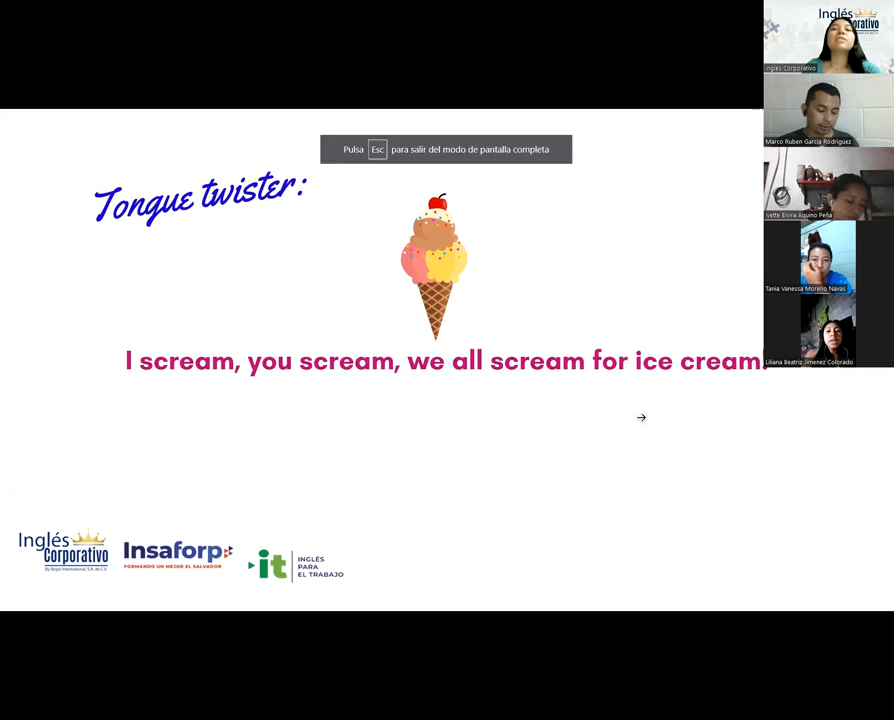 Inglés
Corporativo
Inglés Corporativo
Marco Ruben Garcia Rodriguez
Ivette Elvira Aquino Peña
Tania Vanessa Moreno Navas
Liliana Beatriz Jimenez Colorado
Pulsa Esc para salir del modo de pantalla completa
Tongue twister:
I scream, you scream, we all scream for ice cream!
Inglés
Corporativo
By Regal International, S.A. de C.V.
Insaforp
FORMANDO UN MEJOR EL SALVADOR
it
INGLÉS
PARA
EL TRABAJO